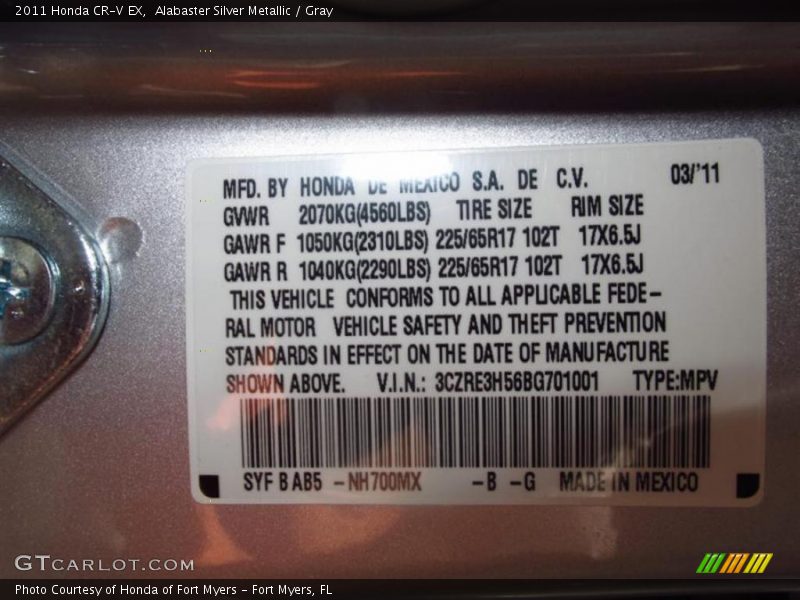 2011 Honda CR-V EX, Alabaster Silver Metallic / Gray
MFD. BY HONDA DE MEXICO S.A. DE C.V. 03/'11
GVWR 2070KG(4560LBS) TIRE SIZE RIM SIZE
GAWR F 1050KG(2310LBS) 225/65R17 102T 17X6.5J
GAWR R 1040KG(2290LBS) 225/65R17 102T 17X6.5J
THIS VEHICLE CONFORMS TO ALL APPLICABLE FEDE-
RAL MOTOR VEHICLE SAFETY AND THEFT PREVENTION
STANDARDS IN EFFECT ON THE DATE OF MANUFACTURE
SHOWN ABOVE. V.I.N.: 3CZRE3H56BG701001 TYPE:MPV
SYF B AB5 -NH700MX -B -G MADE IN MEXICO
GTCARLOT.COM
Photo Courtesy of Honda of Fort Myers - Fort Myers, FL